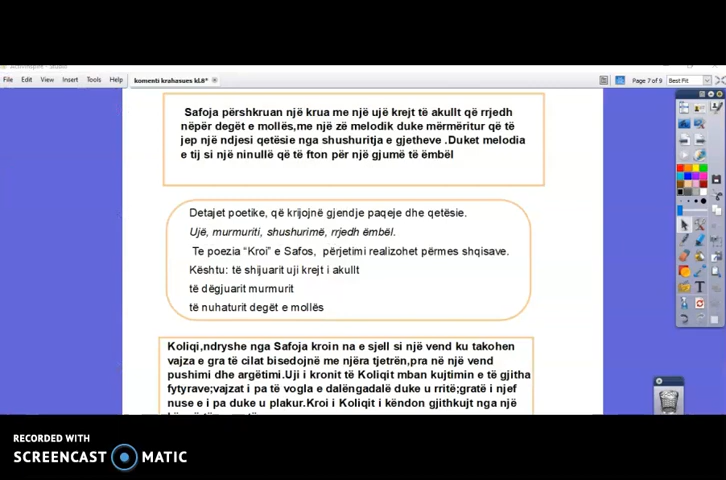 File Edit View Insert Tools Help
komenti krahasues kl.8*
Page 7 of 9 Best Fit
Safoja përshkruan një krua me një ujë krejt të akullt që rrjedh
nëpër degët e mollës,me një zë melodik duke mërmëritur që të
jep një ndjesi qetësie nga shushuritja e gjetheve .Duket melodia
e tij si një ninullë që të fton për një gjumë të ëmbël
Detajet poetike, që krijojnë gjendje paqeje dhe qetësie.
Ujë, murmuriti, shushurimë, rrjedh ëmbël.
Te poezia "Kroi" e Safos, përjetimi realizohet përmes shqisave.
Kështu: të shijuarit uji krejt i akullt
të dëgjuarit murmurit
të nuhaturit degët e mollës
Koliqi,ndryshe nga Safoja kroin na e sjell si një vend ku takohen
vajza e gra të cilat bisedojnë me njëra tjetrën,pra në një vend
pushimi dhe argëtimi.Uji i kronit të Koliqit mban kujtimin e të gjitha
fytyrave;vajzat i pa të vogla e dalëngadalë duke u rritë;gratë i njef
nuse e i pa duke u plakur.Kroi i Koliqit i këndon gjithkujt nga një
RECORDED WITH
SCREENCAST MATIC